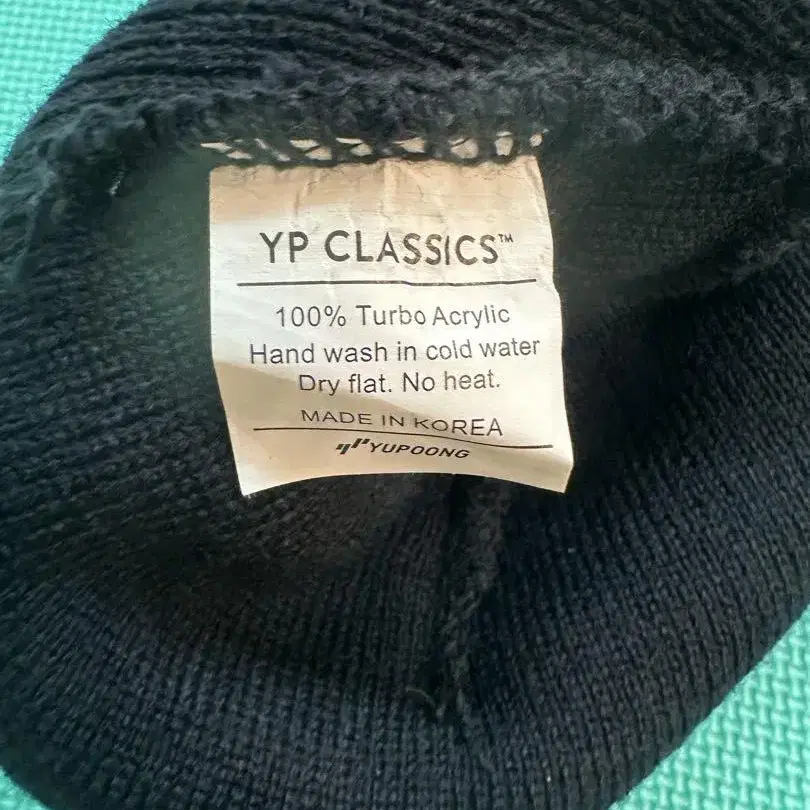 YP CLASSICS™
100% Turbo Acrylic
Hand wash in cold water
Dry flat. No heat.
MADE IN KOREA
YUPOONG